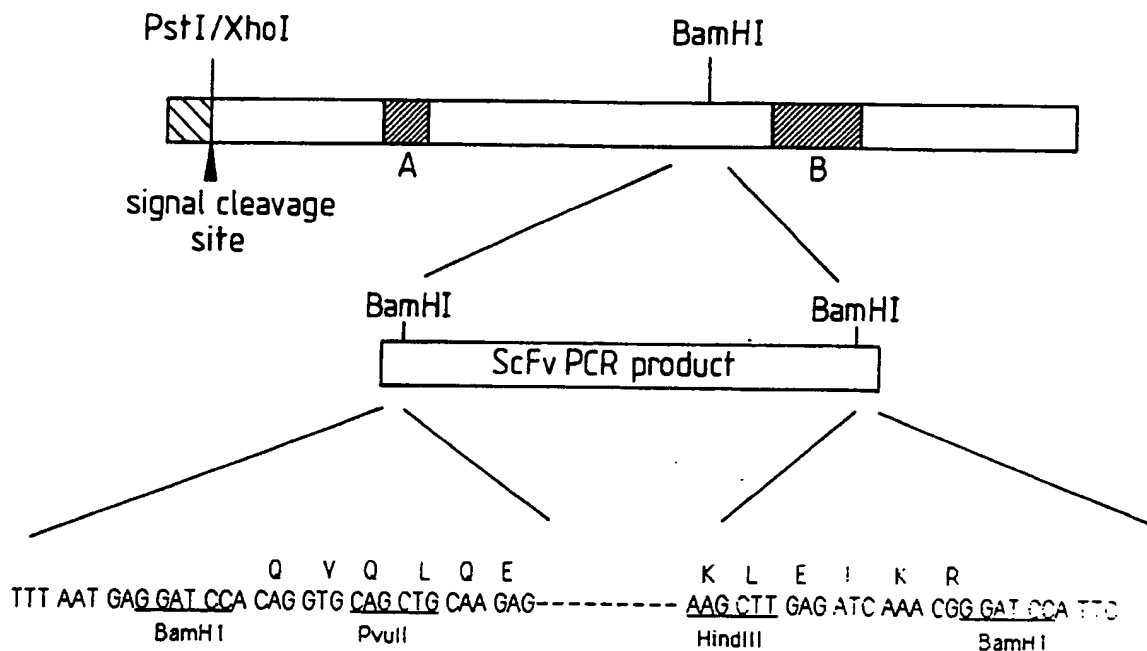 PstI/XhoI
BamHI
A
B
signal cleavage
site
BamHI
BamHI
ScFv PCR product
Q V Q L Q E
K L E I K R
TTT AAT GAG GAT CCA CAG GTG CAG CTG CAA GAG---------- AAG CTT GAG ATC AAA CGG GAT CCA TTC
BamHI
PvuII
HindIII
BamHI